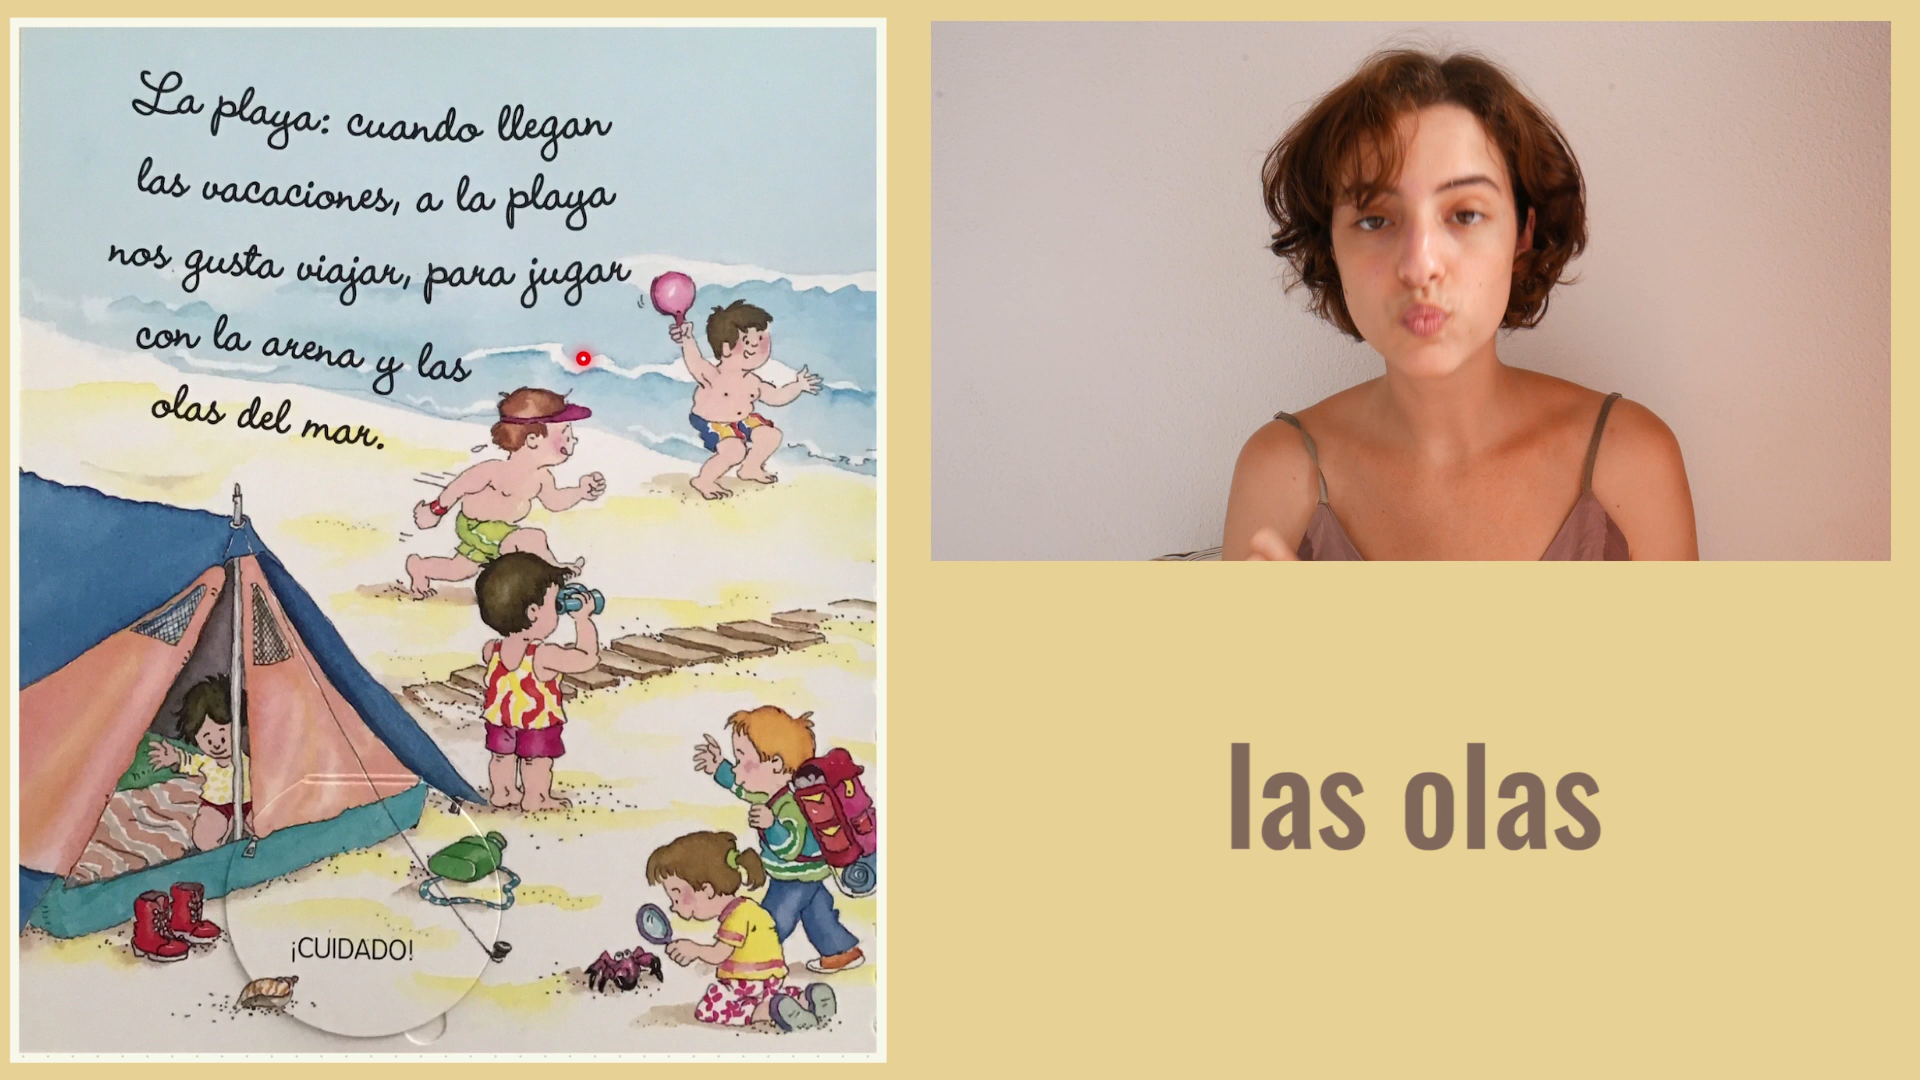 La playa: cuando llegan
las vacaciones, a la playa
nos gusta viajar, para jugar
con la arena y las
olas del mar.
¡CUIDADO!
las olas